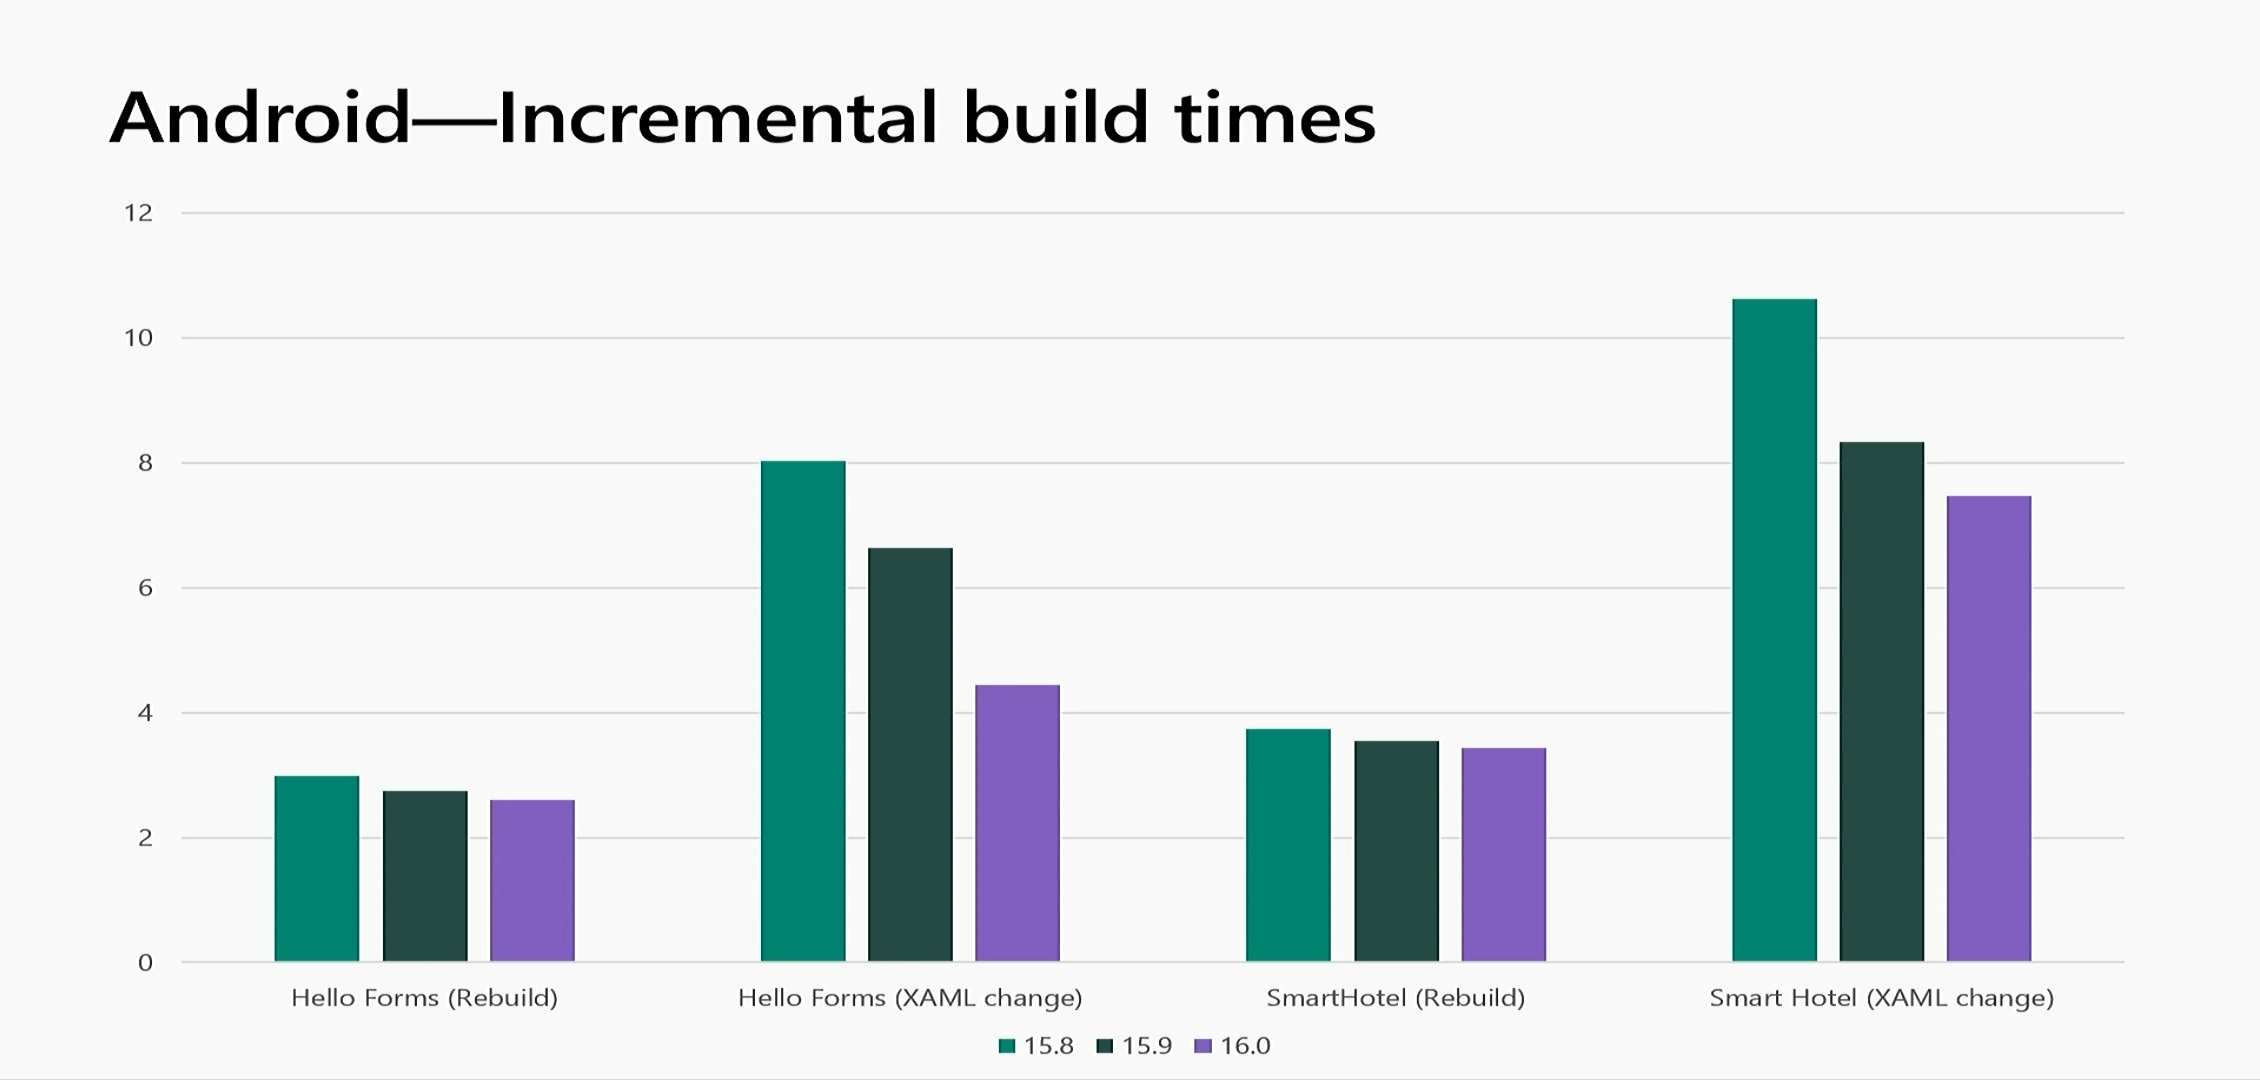 Android—Incremental build times
12
10
8
6
4
2
0
Hello Forms (Rebuild) Hello Forms (XAML change) SmartHotel (Rebuild) Smart Hotel (XAML change)
15.8 15.9 16.0